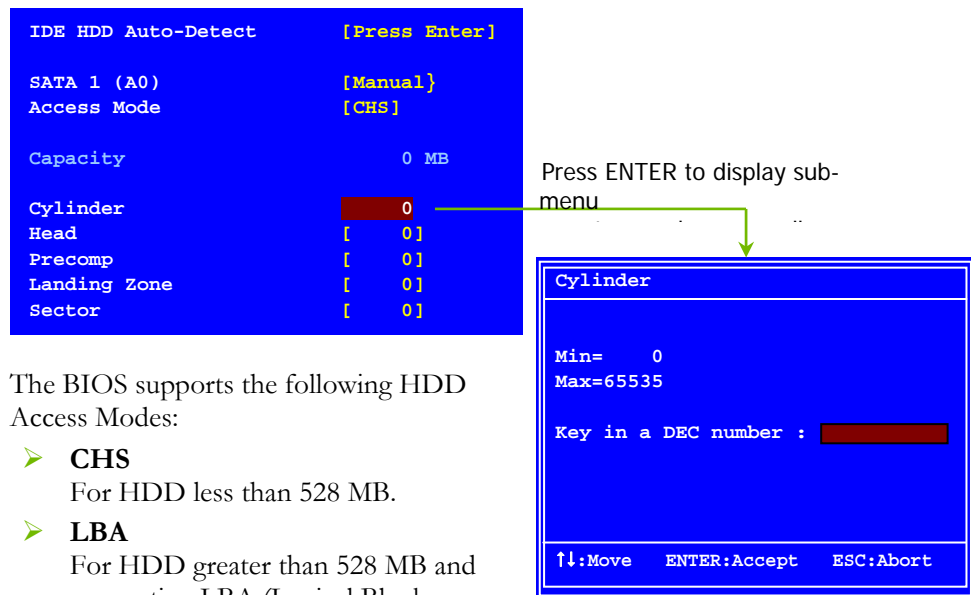 IDE HDD Auto-Detect [Press Enter]
SATA 1 (A0) [Manual}
Access Mode [CHS]
Capacity 0 MB
Cylinder 0
Head [ 0]
Precomp [ 0]
Landing Zone [ 0]
Sector [ 0]
Press ENTER to display sub-
menu
Cylinder
Min= 0
Max=65535
Key in a DEC number :
↑↓:Move ENTER:Accept ESC:Abort
The BIOS supports the following HDD
Access Modes:
➢ CHS
For HDD less than 528 MB.
➢ LBA
For HDD greater than 528 MB and
LBA